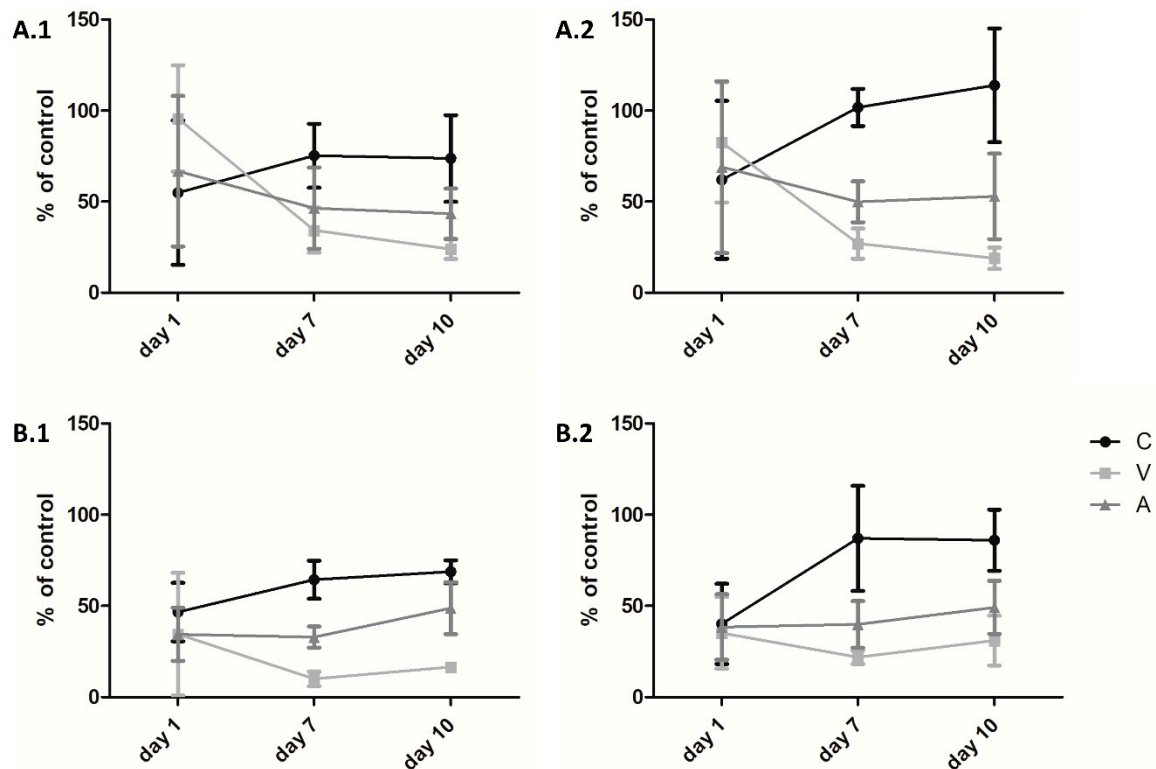 A.1
% of control
150
100
50
0
day 1
day 7
day 10
A.2
% of control
150
100
50
0
day 1
day 7
day 10
B.1
% of control
150
100
50
0
day 1
day 7
day 10
B.2
% of control
150
100
50
0
day 1
day 7
day 10
C
V
A